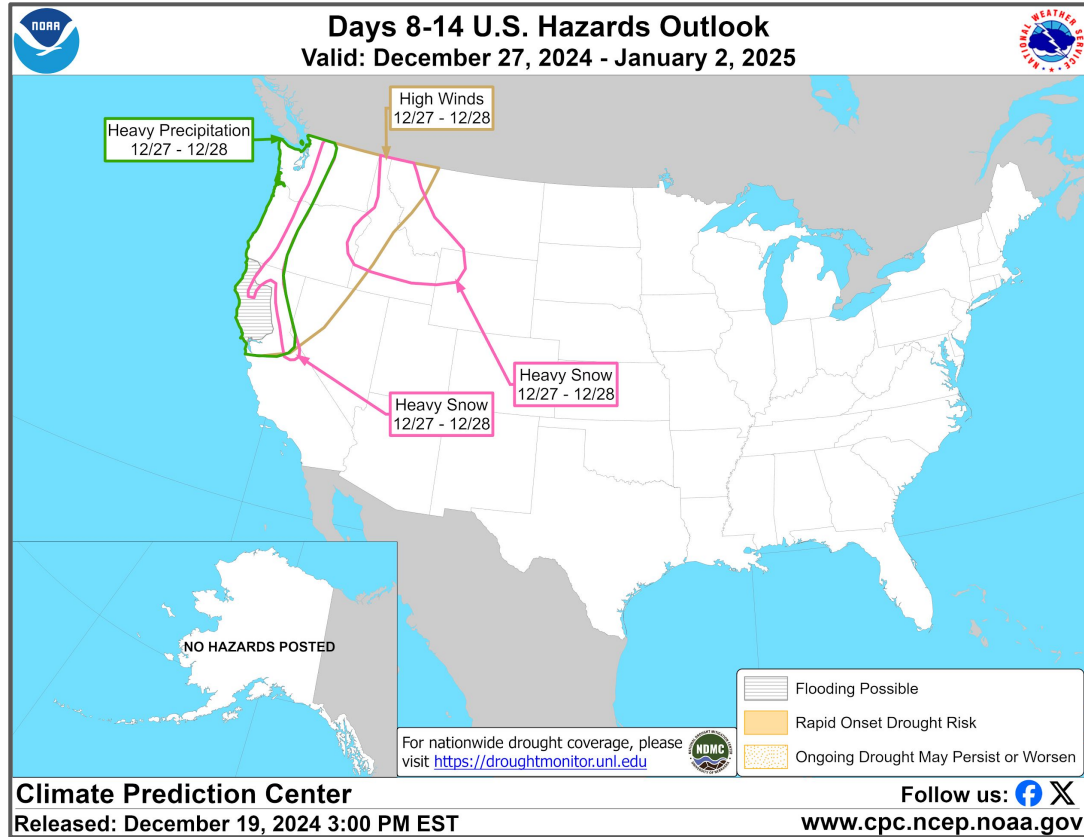 NOAA
Days 8-14 U.S. Hazards Outlook
Valid: December 27, 2024 - January 2, 2025
NATIONAL WEATHER SERVICE
High Winds
12/27 - 12/28
Heavy Precipitation
12/27 - 12/28
Heavy Snow
12/27 - 12/28
Heavy Snow
12/27 - 12/28
NO HAZARDS POSTED
For nationwide drought coverage, please
visit https://droughtmonitor.unl.edu
NDMC
Flooding Possible
Rapid Onset Drought Risk
Ongoing Drought May Persist or Worsen
Climate Prediction Center
Follow us:
Released: December 19, 2024 3:00 PM EST
www.cpc.ncep.noaa.gov